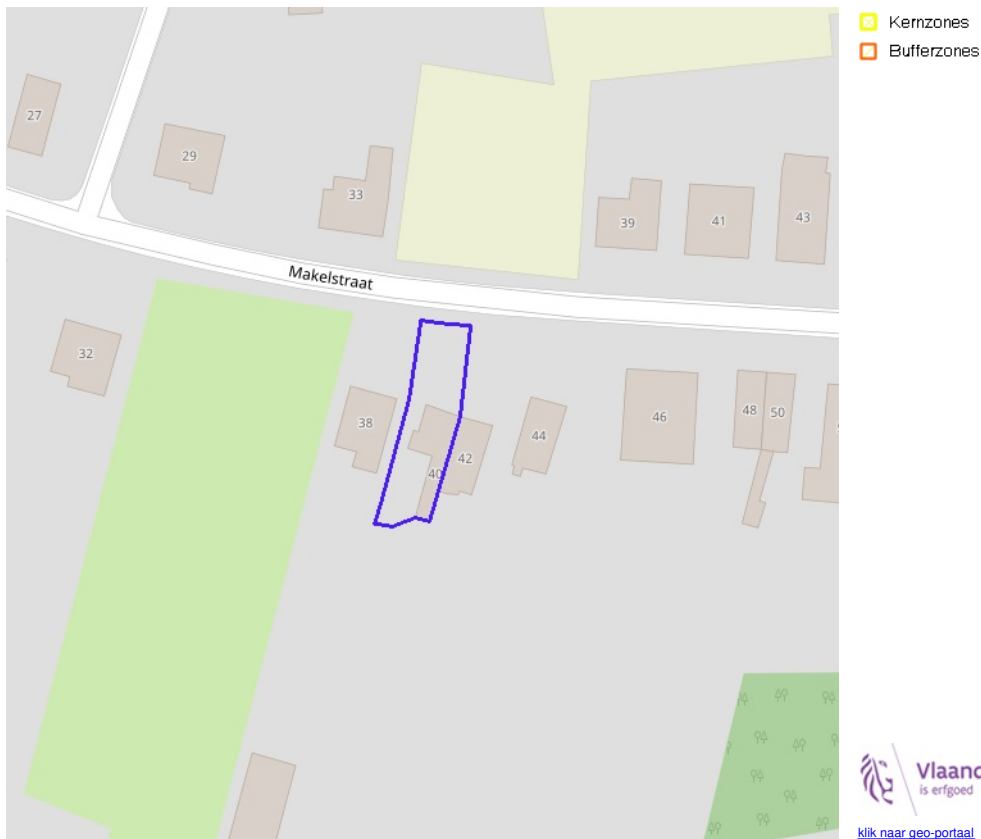 Kernzones
Bufferzones
27
29
33
39
41
43
Makelstraat
32
38
40
42
44
46
48
50
Vlaand
is erfgoed
klik naar geo-portaal